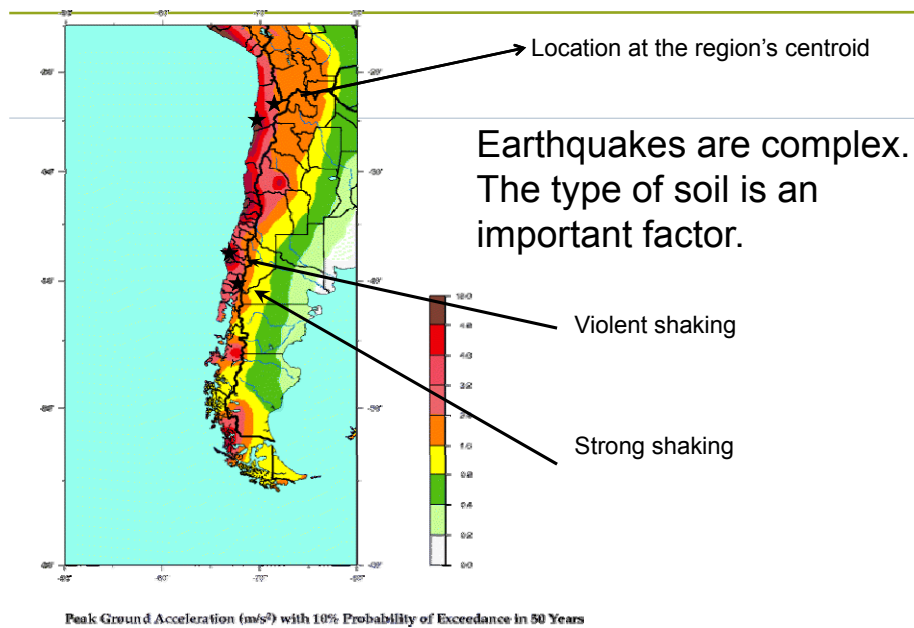 Location at the region's centroid
Earthquakes are complex.
The type of soil is an
important factor.
Violent shaking
Strong shaking
Peak Ground Acceleration (m/s²) with 10% Probability of Exceedance in 50 Years